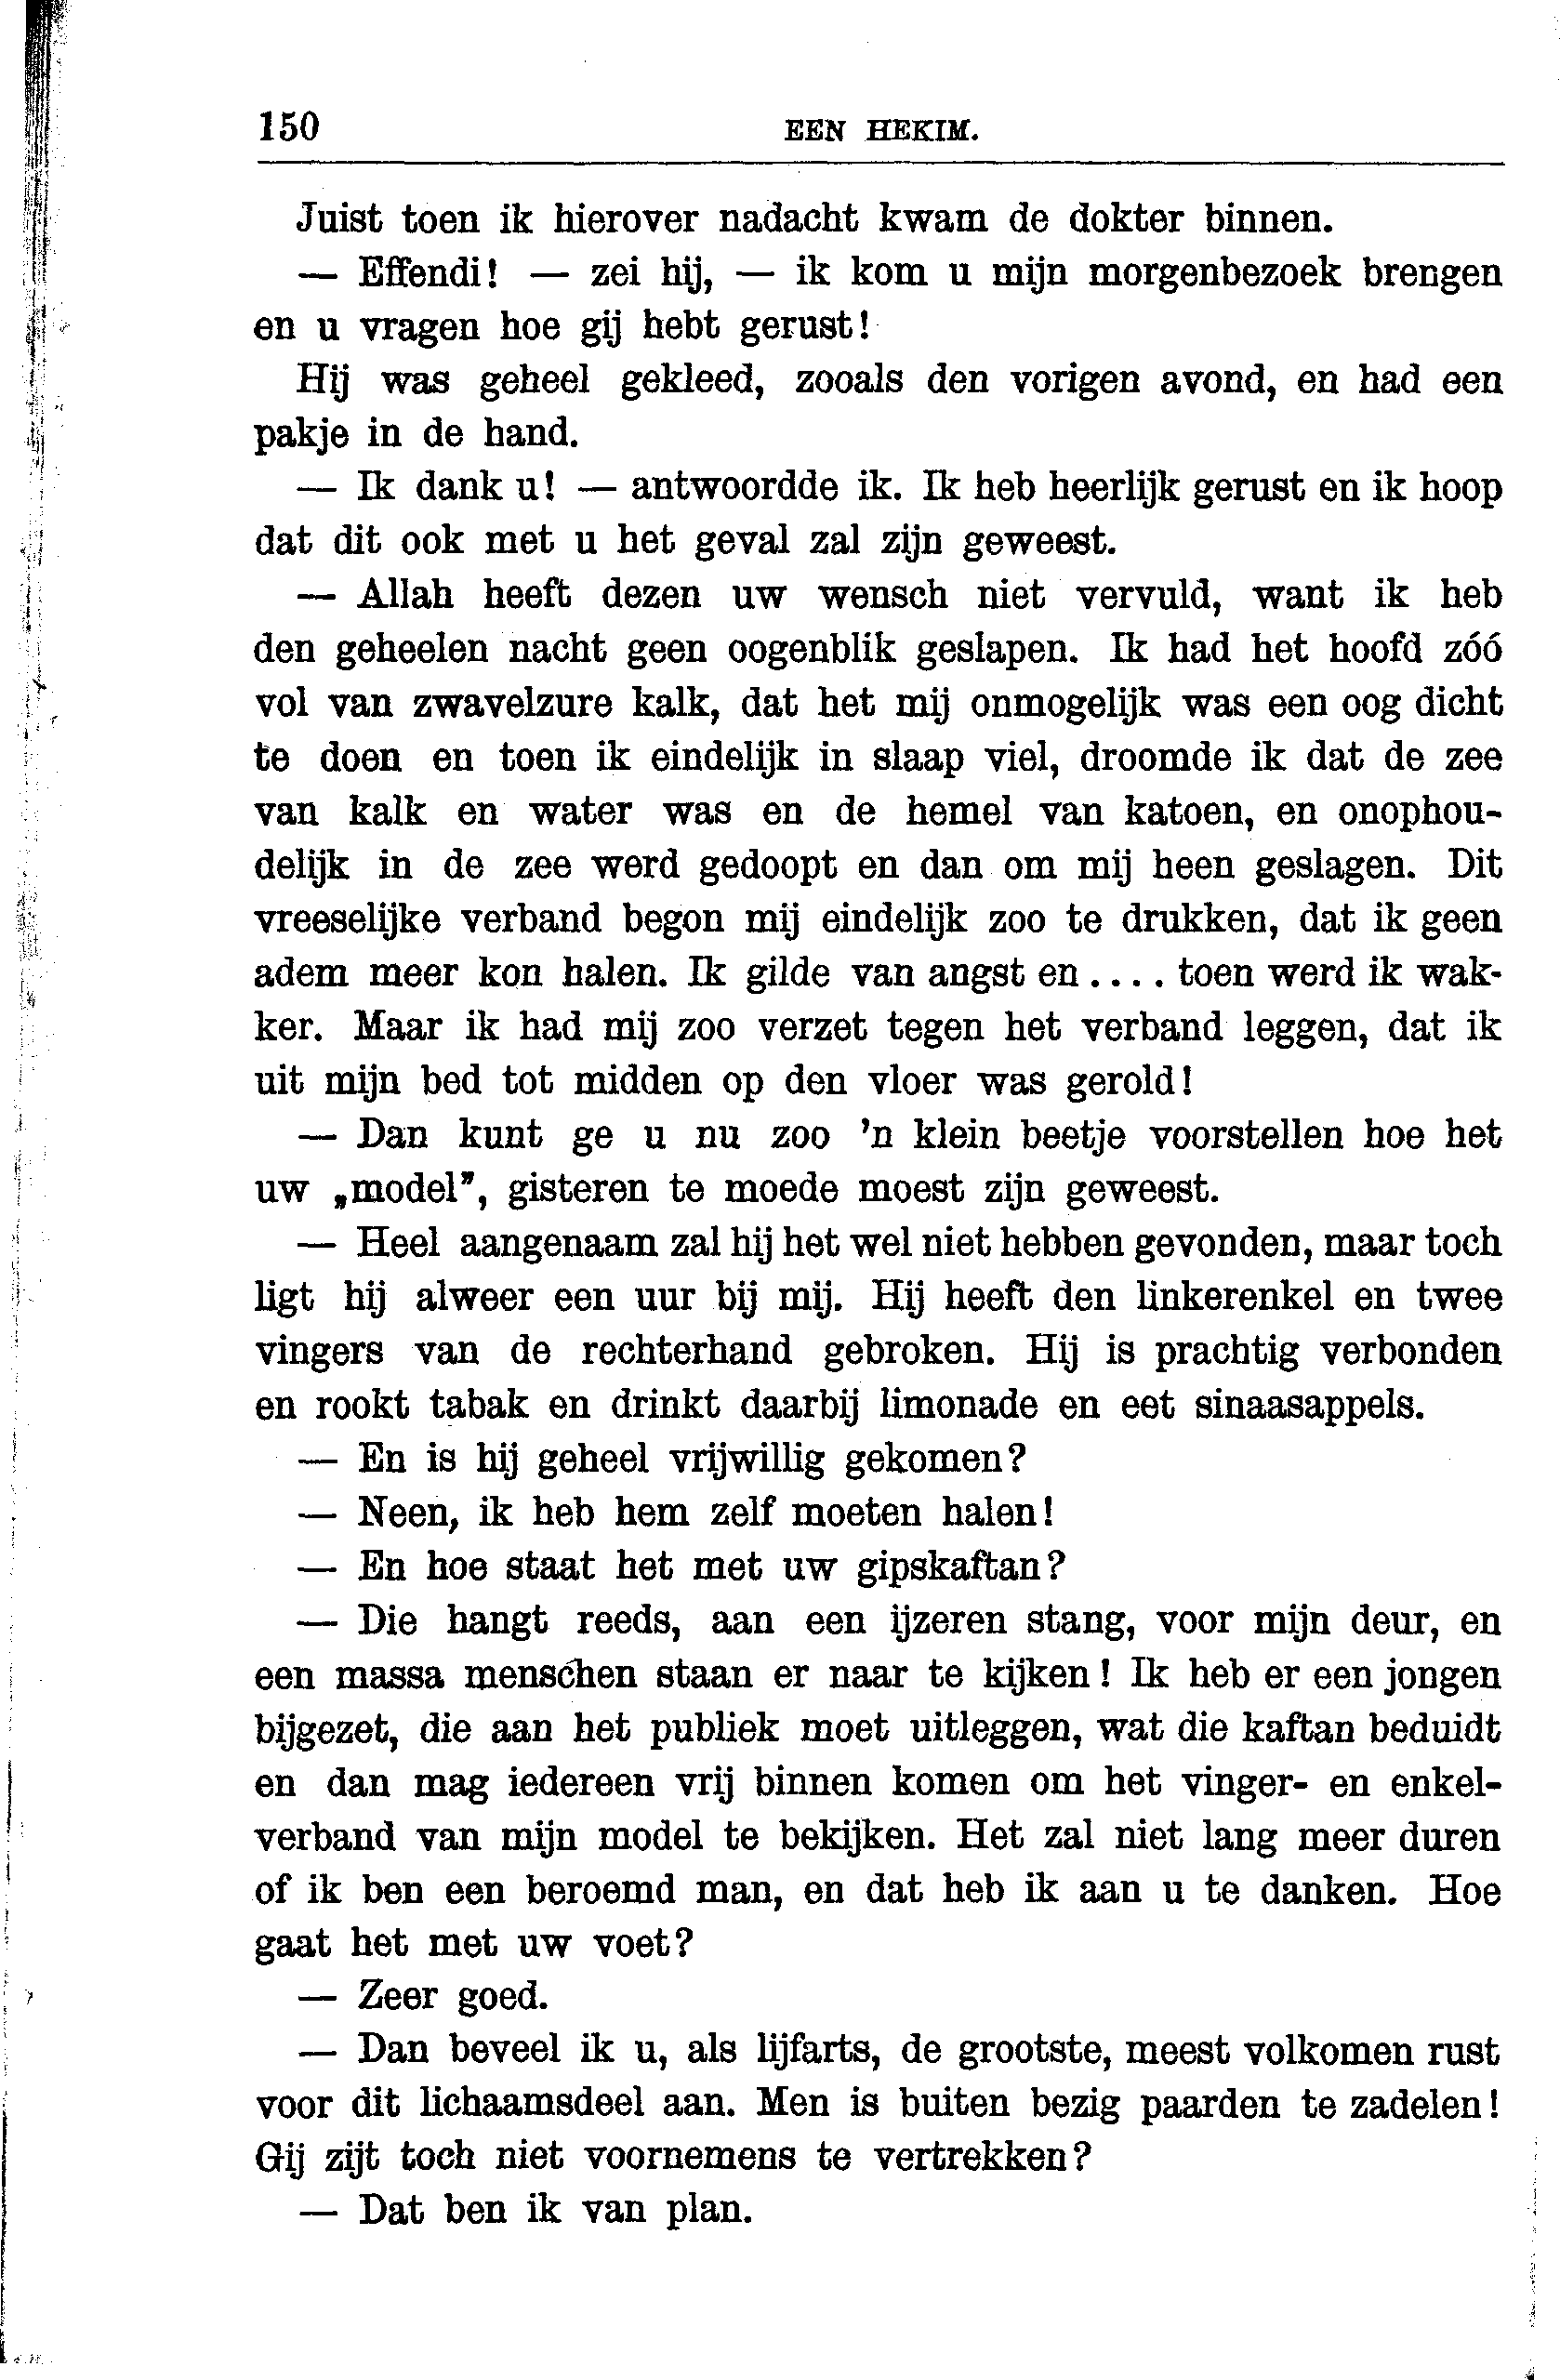 150 EEN HEKIM.
Juist toen ik hierover nadacht kwam de dokter binnen.
— Effendi! — zei hij, — ik kom u mijn morgenbezoek brengen
en u vragen hoe gij hebt gerust!
Hij was geheel gekleed, zooals den vorigen avond, en had een
pakje in de hand.
— Ik dank u! — antwoordde ik. Ik heb heerlijk gerust en ik hoop
dat dit ook met u het geval zal zijn geweest.
— Allah heeft dezen uw wensch niet vervuld, want ik heb
den geheelen nacht geen oogenblik geslapen. Ik had het hoofd zóó
vol van zwavelzure kalk, dat het mij onmogelijk was een oog dicht
te doen en toen ik eindelijk in slaap viel, droomde ik dat de zee
van kalk en water was en de hemel van katoen, en onophou-
delijk in de zee werd gedoopt en dan om mij heen geslagen. Dit
vreeselijke verband begon mij eindelijk zoo te drukken, dat ik geen
adem meer kon halen. Ik gilde van angst en .... toen werd ik wak-
ker. Maar ik had mij zoo verzet tegen het verband leggen, dat ik
uit mijn bed tot midden op den vloer was gerold!
— Dan kunt ge u nu zoo 'n klein beetje voorstellen hoe het
uw „model”, gisteren te moede moest zijn geweest.
— Heel aangenaam zal hij het wel niet hebben gevonden, maar toch
ligt hij alweer een uur bij mij. Hij heeft den linkerenkel en twee
vingers van de rechterhand gebroken. Hij is prachtig verbonden
en rookt tabak en drinkt daarbij limonade en eet sinaasappels.
— En is hij geheel vrijwillig gekomen?
— Neen, ik heb hem zelf moeten halen!
— En hoe staat het met uw gipskaftan?
— Die hangt reeds, aan een ijzeren stang, voor mijn deur, en
een massa menschen staan er naar te kijken! Ik heb er een jongen
bijgezet, die aan het publiek moet uitleggen, wat die kaftan beduidt
en dan mag iedereen vrij binnen komen om het vinger- en enkel-
verband van mijn model te bekijken. Het zal niet lang meer duren
of ik ben een beroemd man, en dat heb ik aan u te danken. Hoe
gaat het met uw voet?
— Zeer goed.
— Dan beveel ik u, als lijfarts, de grootste, meest volkomen rust
voor dit lichaamsdeel aan. Men is buiten bezig paarden te zadelen!
Gij zijt toch niet voornemens te vertrekken?
— Dat ben ik van plan.